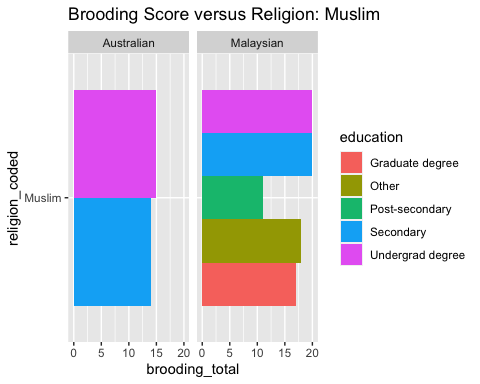 Brooding Score versus Religion: Muslim
Australian
Malaysian
religion_coded
Muslim
0 5 10 15 20
0 5 10 15 20
brooding_total
education
Graduate degree
Other
Post-secondary
Secondary
Undergrad degree